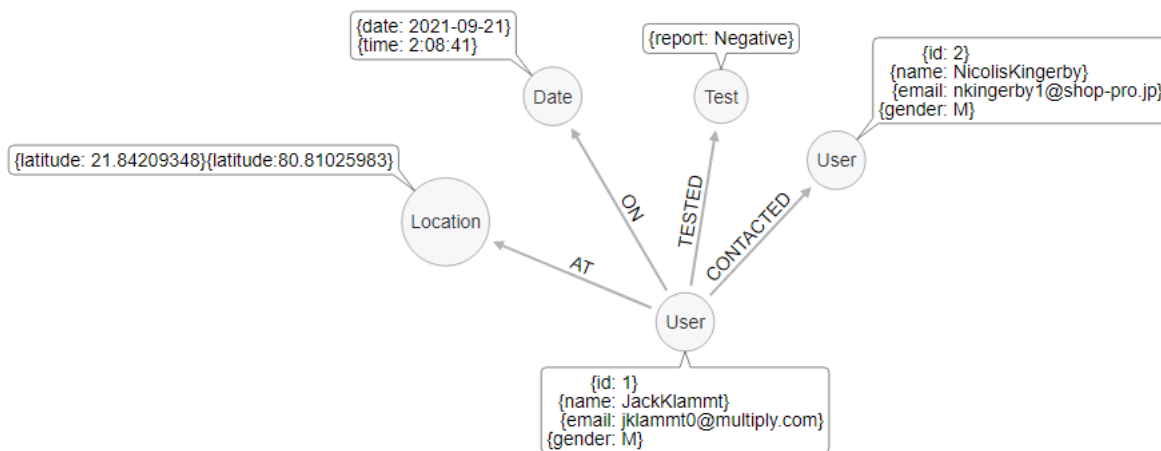 {date: 2021-09-21}
{time: 2:08:41}
Date
{report: Negative}
Test
{id: 2}
{name: NicolisKingerby}
{email: nkingerby1@shop-pro.jp}
{gender: M}
User
{latitude: 21.84209348}{latitude:80.81025983}
Location
ON
TESTED
CONTACTED
AT
User
{id: 1}
{name: JackKlammt}
{email: jklammt0@multiply.com}
{gender: M}